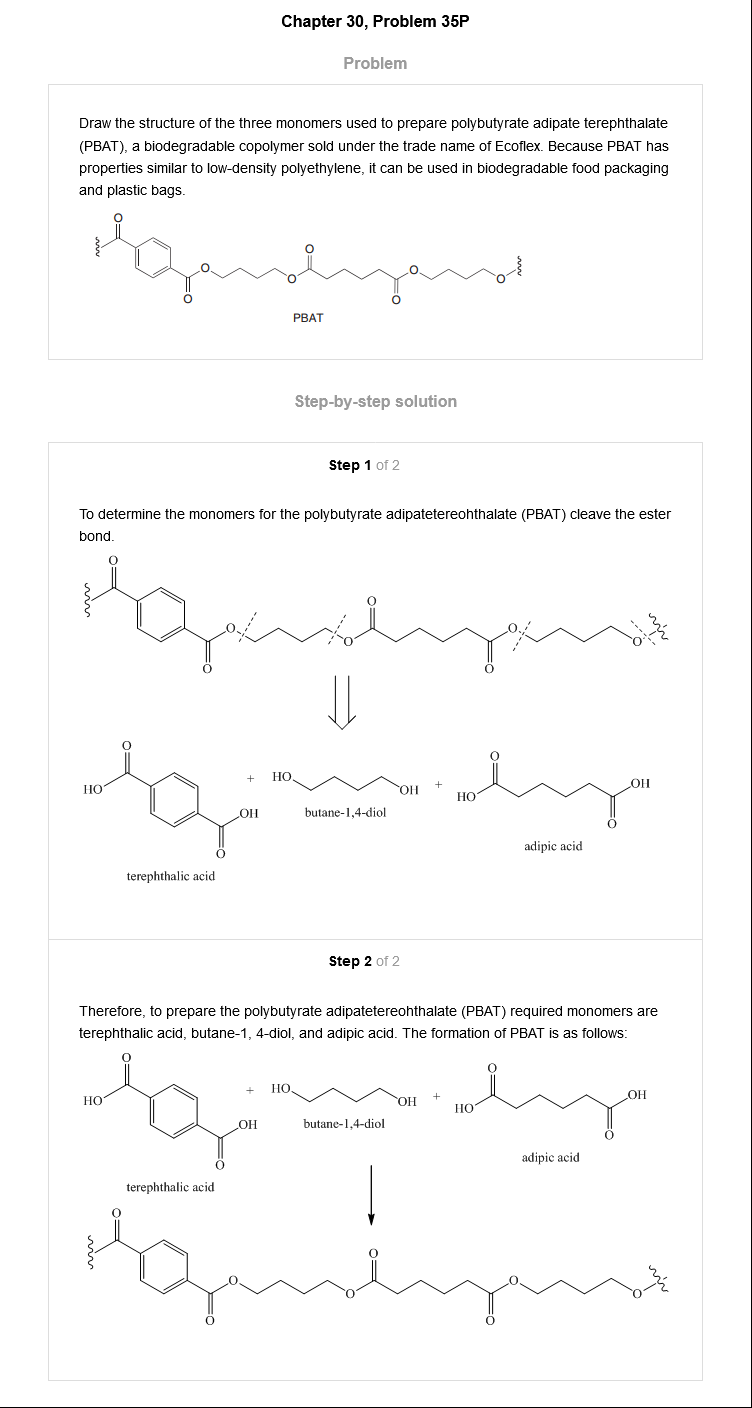 Chapter 30, Problem 35P
Problem
Draw the structure of the three monomers used to prepare polybutyrate adipate terephthalate
(PBAT), a biodegradable copolymer sold under the trade name of Ecoflex. Because PBAT has
properties similar to low-density polyethylene, it can be used in biodegradable food packaging
and plastic bags.
O
O
O
O
O
O
O
O
PBAT
Step-by-step solution
Step 1 of 2
To determine the monomers for the polybutyrate adipatetereohthalate (PBAT) cleave the ester
bond.
O
O
O
O
O
O
O
O
O
HO
OH
O
terephthalic acid
+
HO
OH
butane-1,4-diol
+
O
HO
OH
O
adipic acid
Step 2 of 2
Therefore, to prepare the polybutyrate adipatetereohthalate (PBAT) required monomers are
terephthalic acid, butane-1, 4-diol, and adipic acid. The formation of PBAT is as follows:
O
HO
OH
O
terephthalic acid
+
HO
OH
butane-1,4-diol
+
O
HO
OH
O
adipic acid
O
O
O
O
O
O
O
O